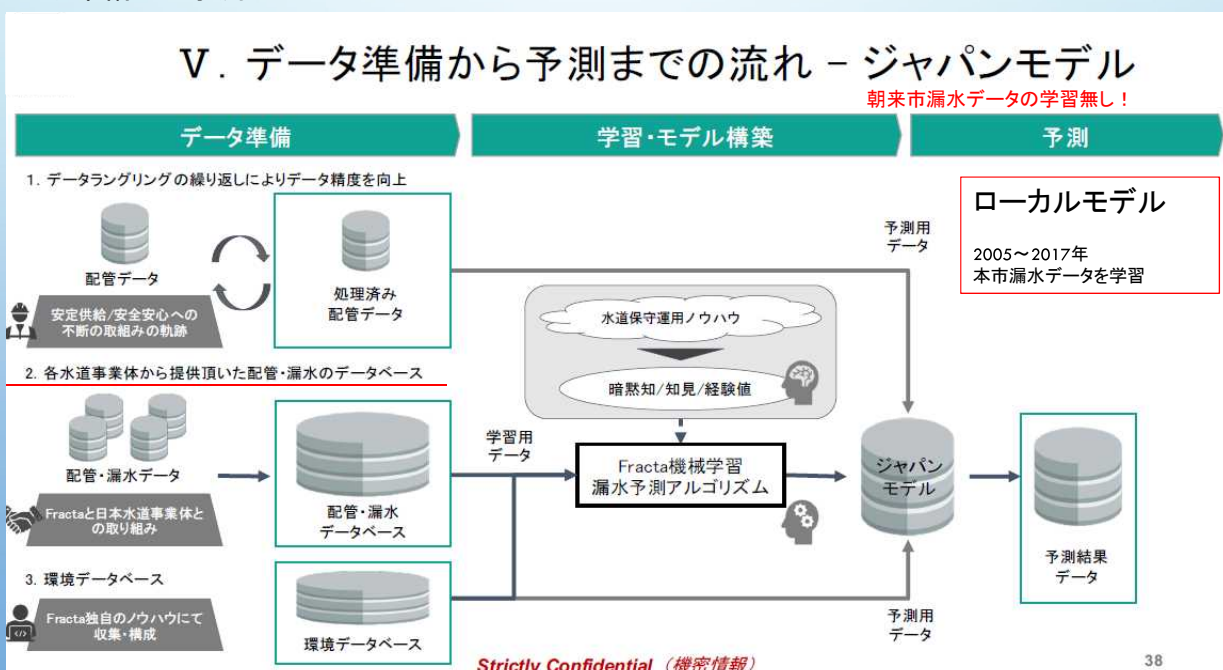 Ⅴ．データ準備から予測までの流れ － ジャパンモデル
朝来市漏水データの学習無し！
データ準備
学習・モデル構築
予測
1. データラングリングの繰り返しによりデータ精度を向上
配管データ
処理済み
配管データ
安定供給/安全安心への
不断の取組みの軌跡
水道保守運用ノウハウ
暗黙知/知見/経験値
予測用
データ
ローカルモデル
2005～2017年
本市漏水データを学習
2. 各水道事業体から提供頂いた配管・漏水のデータベース
配管・漏水データ
Fractaと日本水道事業体と
の取り組み
配管・漏水
データベース
学習用
データ
Fracta機械学習
漏水予測アルゴリズム
ジャパン
モデル
予測結果
データ
3. 環境データベース
Fracta独自のノウハウにて
収集・構成
環境データベース
予測用
データ
Strictly Confidential（機密情報）
38